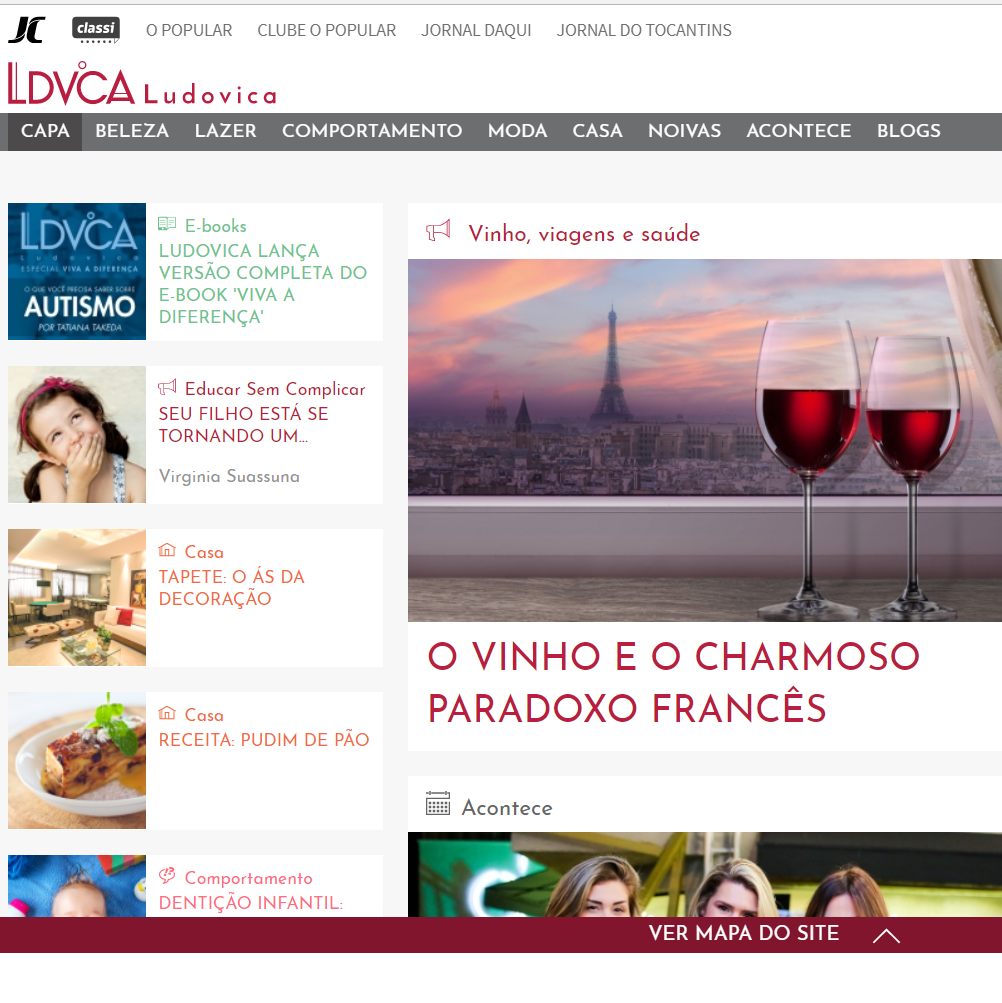 JC classi O POPULAR CLUBE O POPULAR JORNAL DAQUI JORNAL DO TOCANTINS
LDVCA Ludovica
CAPA BELEZA LAZER COMPORTAMENTO MODA CASA NOIVAS ACONTECE BLOGS
LDVCA
Ludovica
ESPECIAL VIVA A DIFERENÇA
O QUE VOCÊ PRECISA SABER SOBRE
AUTISMO
POR TATIANA TAKEDA
E-books
LUDOVICA LANÇA
VERSÃO COMPLETA DO
E-BOOK 'VIVA A
DIFERENÇA'
Educar Sem Complicar
SEU FILHO ESTÁ SE
TORNANDO UM...
Virginia Suassuna
Casa
TAPETE: O ÁS DA
DECORAÇÃO
Casa
RECEITA: PUDIM DE PÃO
Comportamento
DENTIÇÃO INFANTIL:
Vinho, viagens e saúde
O VINHO E O CHARMOSO
PARADOXO FRANCÊS
Acontece
VER MAPA DO SITE